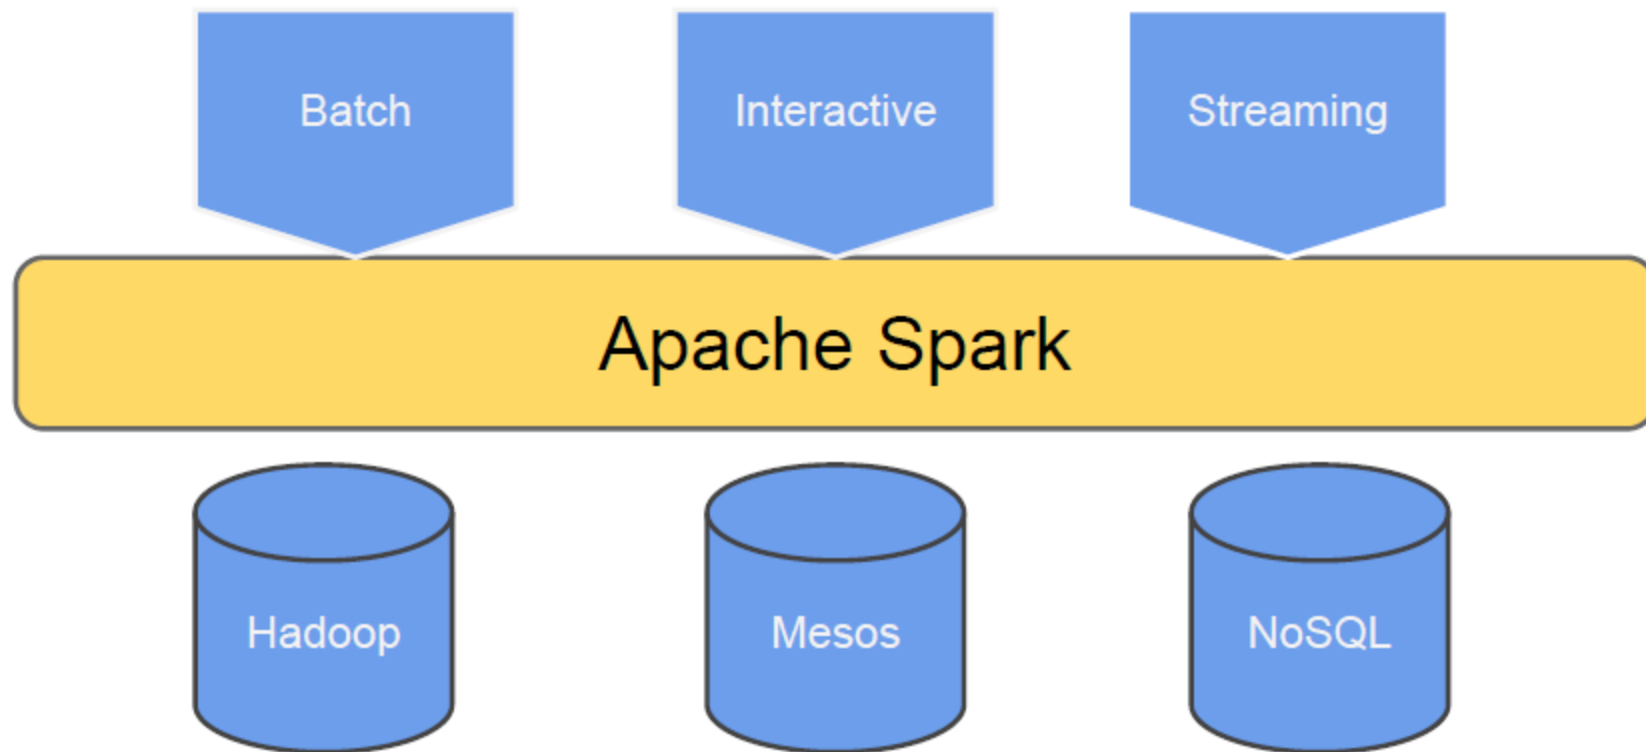 Batch
Interactive
Streaming
Apache Spark
Hadoop
Mesos
NoSQL